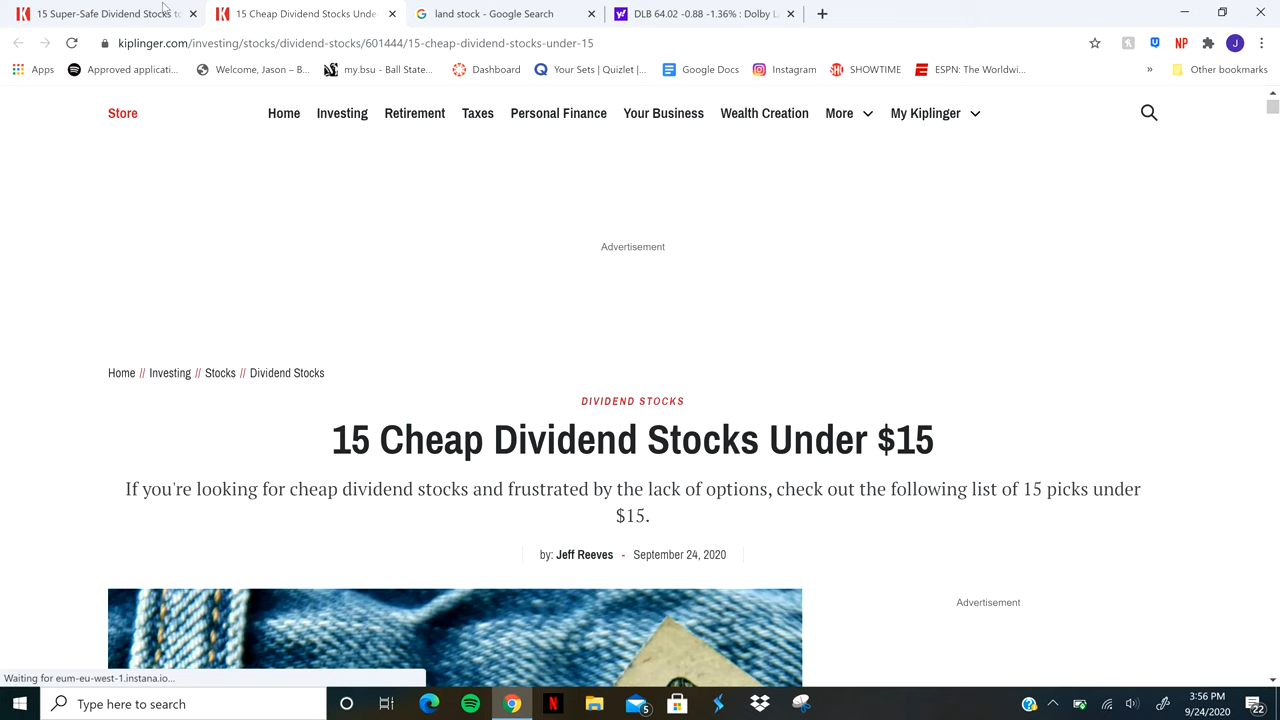 15 Super-Safe Dividend Stocks to
15 Cheap Dividend Stocks Unde
land stock - Google Search
DLB 64.02 -0.88 -1.36% : Dolby L
kiplinger.com/investing/stocks/dividend-stocks/601444/15-cheap-dividend-stocks-under-15
NP
J
Apps
Approved applicati...
Welcome, Jason – B...
my.bsu - Ball State...
Dashboard
Your Sets | Quizlet |...
Google Docs
Instagram
SHO
SHOWTIME
ESPN: The Worldwi...
»
Other bookmarks
Store
Home
Investing
Retirement
Taxes
Personal Finance
Your Business
Wealth Creation
More
My Kiplinger
Advertisement
Home // Investing // Stocks // Dividend Stocks
DIVIDEND STOCKS
15 Cheap Dividend Stocks Under $15
If you're looking for cheap dividend stocks and frustrated by the lack of options, check out the following list of 15 picks under
$15.
by: Jeff Reeves - September 24, 2020
Advertisement
Waiting for eum-eu-west-1.instana.io...
Type here to search
5
3:56 PM
9/24/2020
22